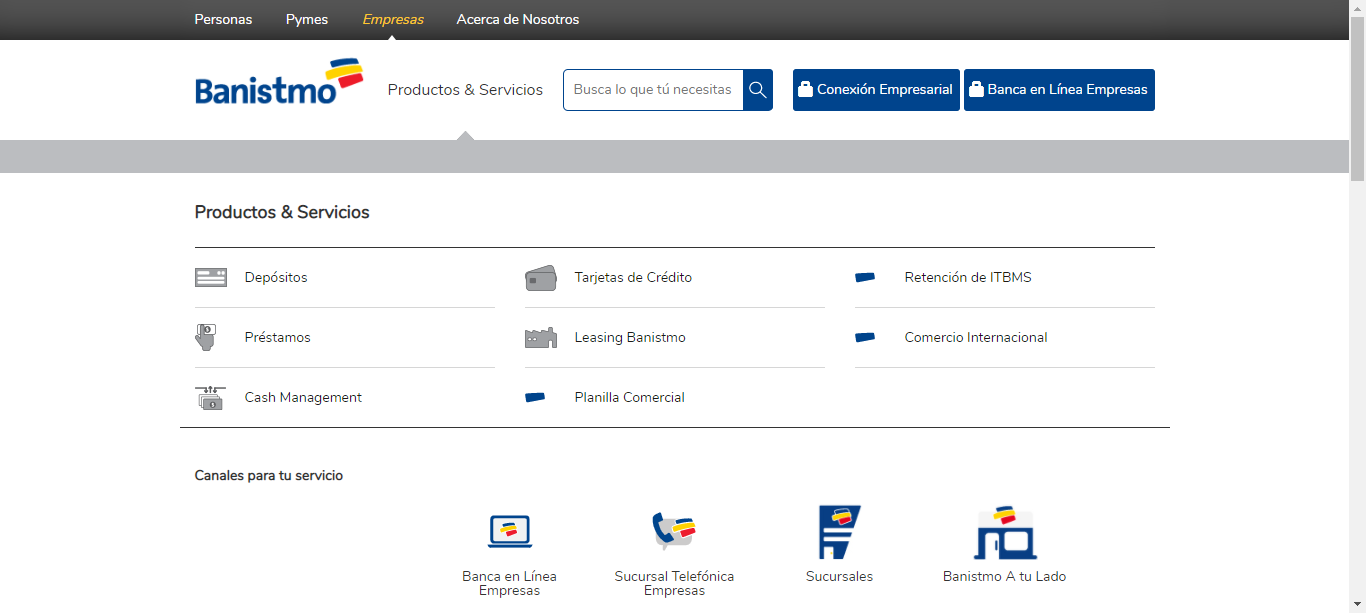 Personas Pymes Empresas Acerca de Nosotros
Banistmo Productos & Servicios Busca lo que tú necesitas Conexión Empresarial Banca en Línea Empresas
Productos & Servicios
Depósitos Tarjetas de Crédito Retención de ITBMS
Préstamos Leasing Banistmo Comercio Internacional
Cash Management Planilla Comercial
Canales para tu servicio
Banca en Línea Empresas
Sucursal Telefónica Empresas
Sucursales
Banistmo A tu Lado